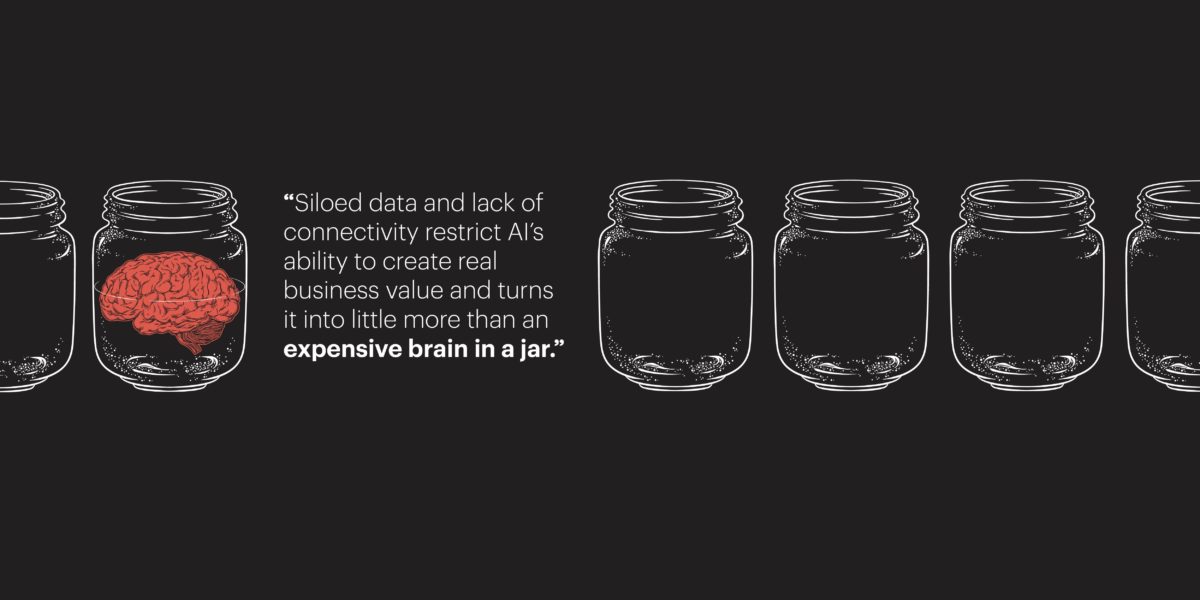 “Siloed data and lack of
connectivity restrict AI’s
ability to create real
business value and turns
it into little more than an
expensive brain in a jar.”